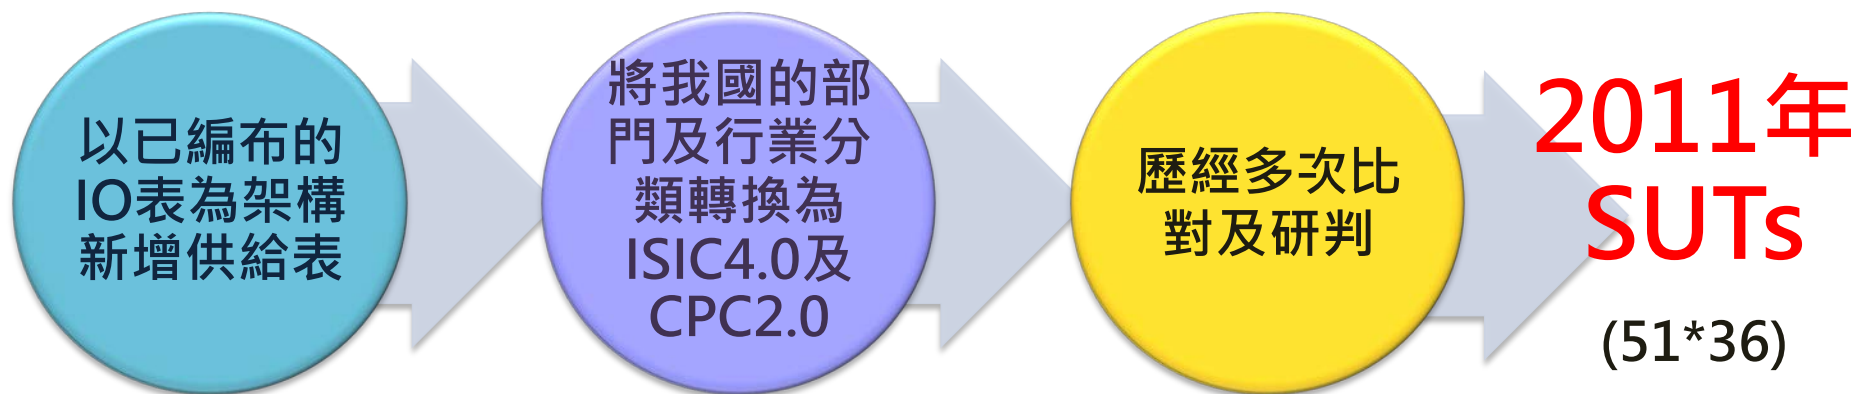 以已編布的
IO表為架構
新增供給表
將我國的部
門及行業分
類轉換為
ISIC4.0及
CPC2.0
歷經多次比
對及研判
2011年
SUTs
(51*36)